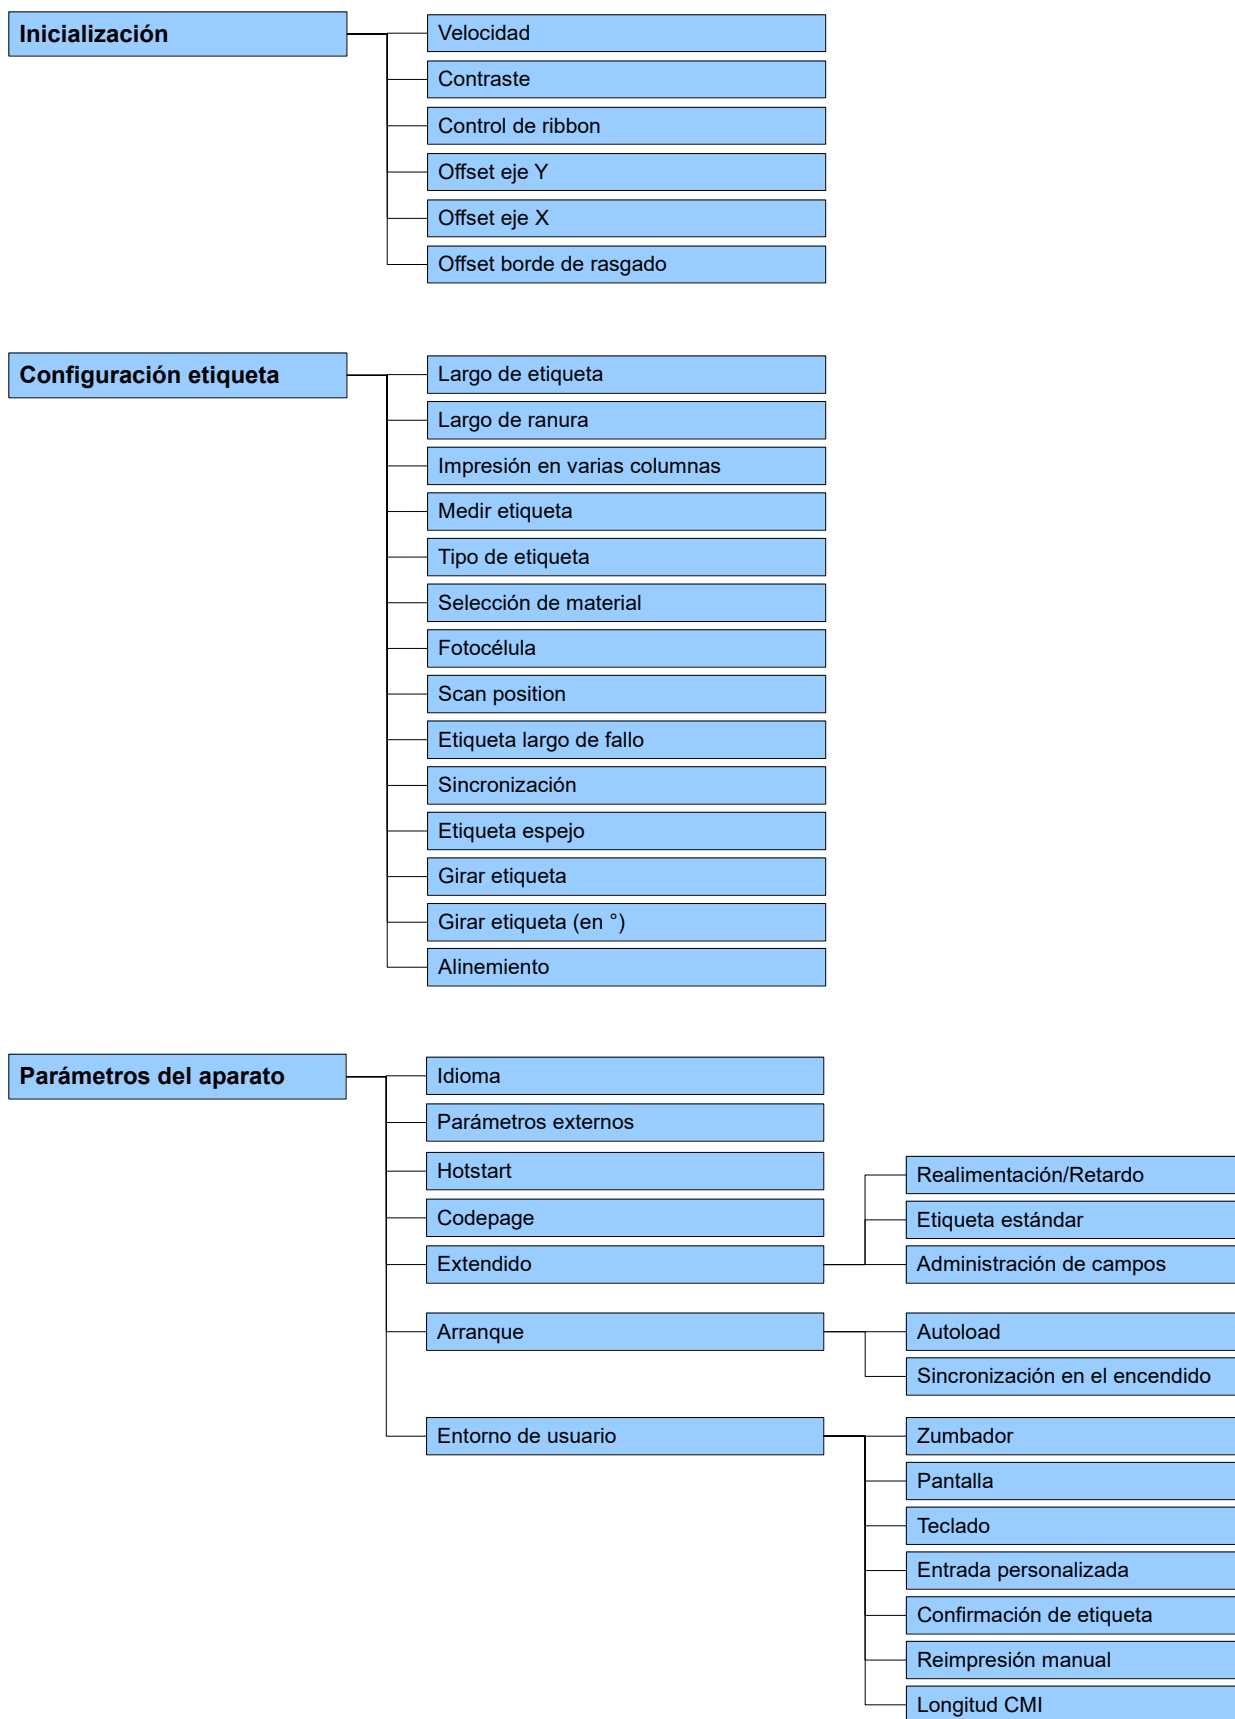 Inicialización
Velocidad
Contraste
Control de ribbon
Offset eje Y
Offset eje X
Offset borde de rasgado
Configuración etiqueta
Largo de etiqueta
Largo de ranura
Impresión en varias columnas
Medir etiqueta
Tipo de etiqueta
Selección de material
Fotocélula
Scan position
Etiqueta largo de fallo
Sincronización
Etiqueta espejo
Girar etiqueta
Girar etiqueta (en °)
Alinemiento
Parámetros del aparato
Idioma
Parámetros externos
Hotstart
Codepage
Extendido
Realimentación/Retardo
Etiqueta estándar
Administración de campos
Arranque
Autoload
Sincronización en el encendido
Entorno de usuario
Zumbador
Pantalla
Teclado
Entrada personalizada
Confirmación de etiqueta
Reimpresión manual
Longitud CMI